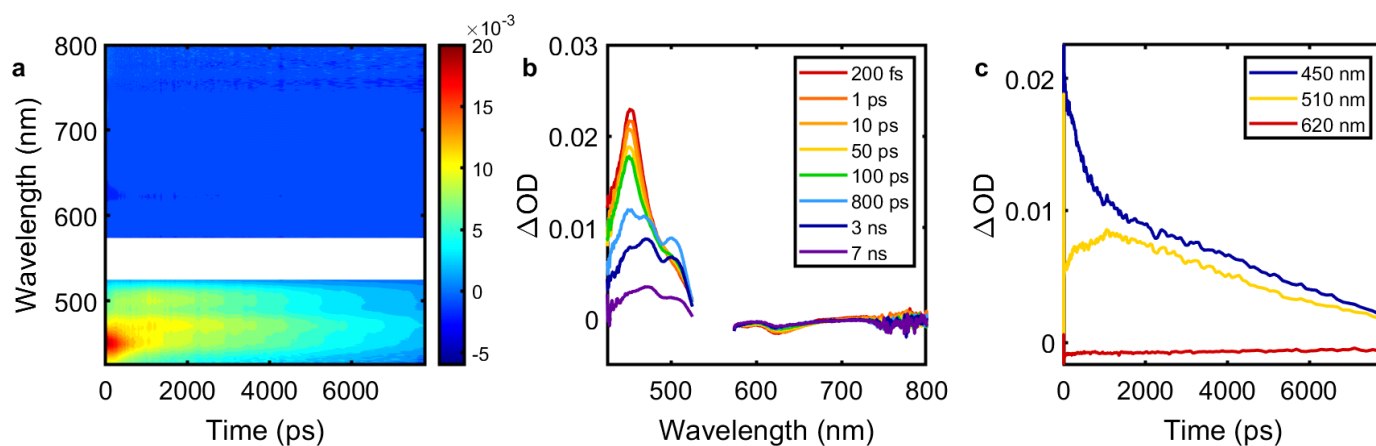 a
Wavelength (nm)
800
700
600
500
0
2000
4000
6000
Time (ps)
×10-3
20
15
10
5
0
-5
b
ΔOD
0.03
0.02
0.01
0
500
600
700
800
Wavelength (nm)
200 fs
1 ps
10 ps
50 ps
100 ps
800 ps
3 ns
7 ns
c
ΔOD
0.02
0.01
0
0
2000
4000
6000
Time (ps)
450 nm
510 nm
620 nm